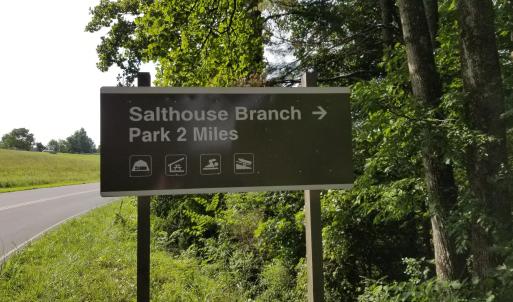 Salthouse Branch →
Park 2 Miles